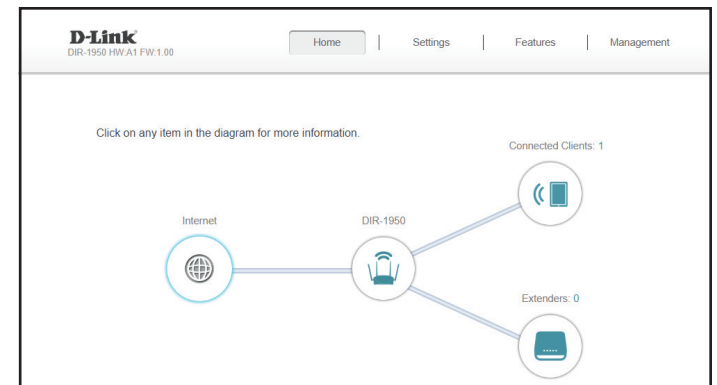 D-Link
DIR-1950 HW:A1 FW:1.00
Home
Settings
Features
Management
Click on any item in the diagram for more information.
Connected Clients: 1
Internet
DIR-1950
Extenders: 0